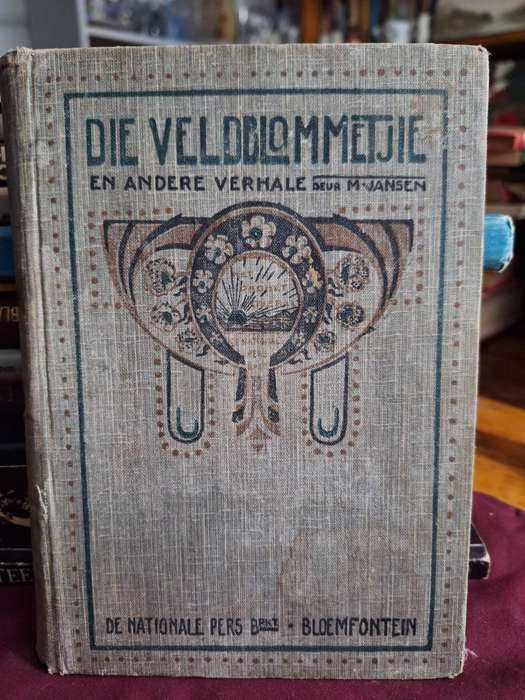 DIE VELDBLOMMETJIE
EN ANDERE VERHALE DEUR M. JANSEN
DE NATIONALE PERS BPKT. • BLOEMFONTEIN